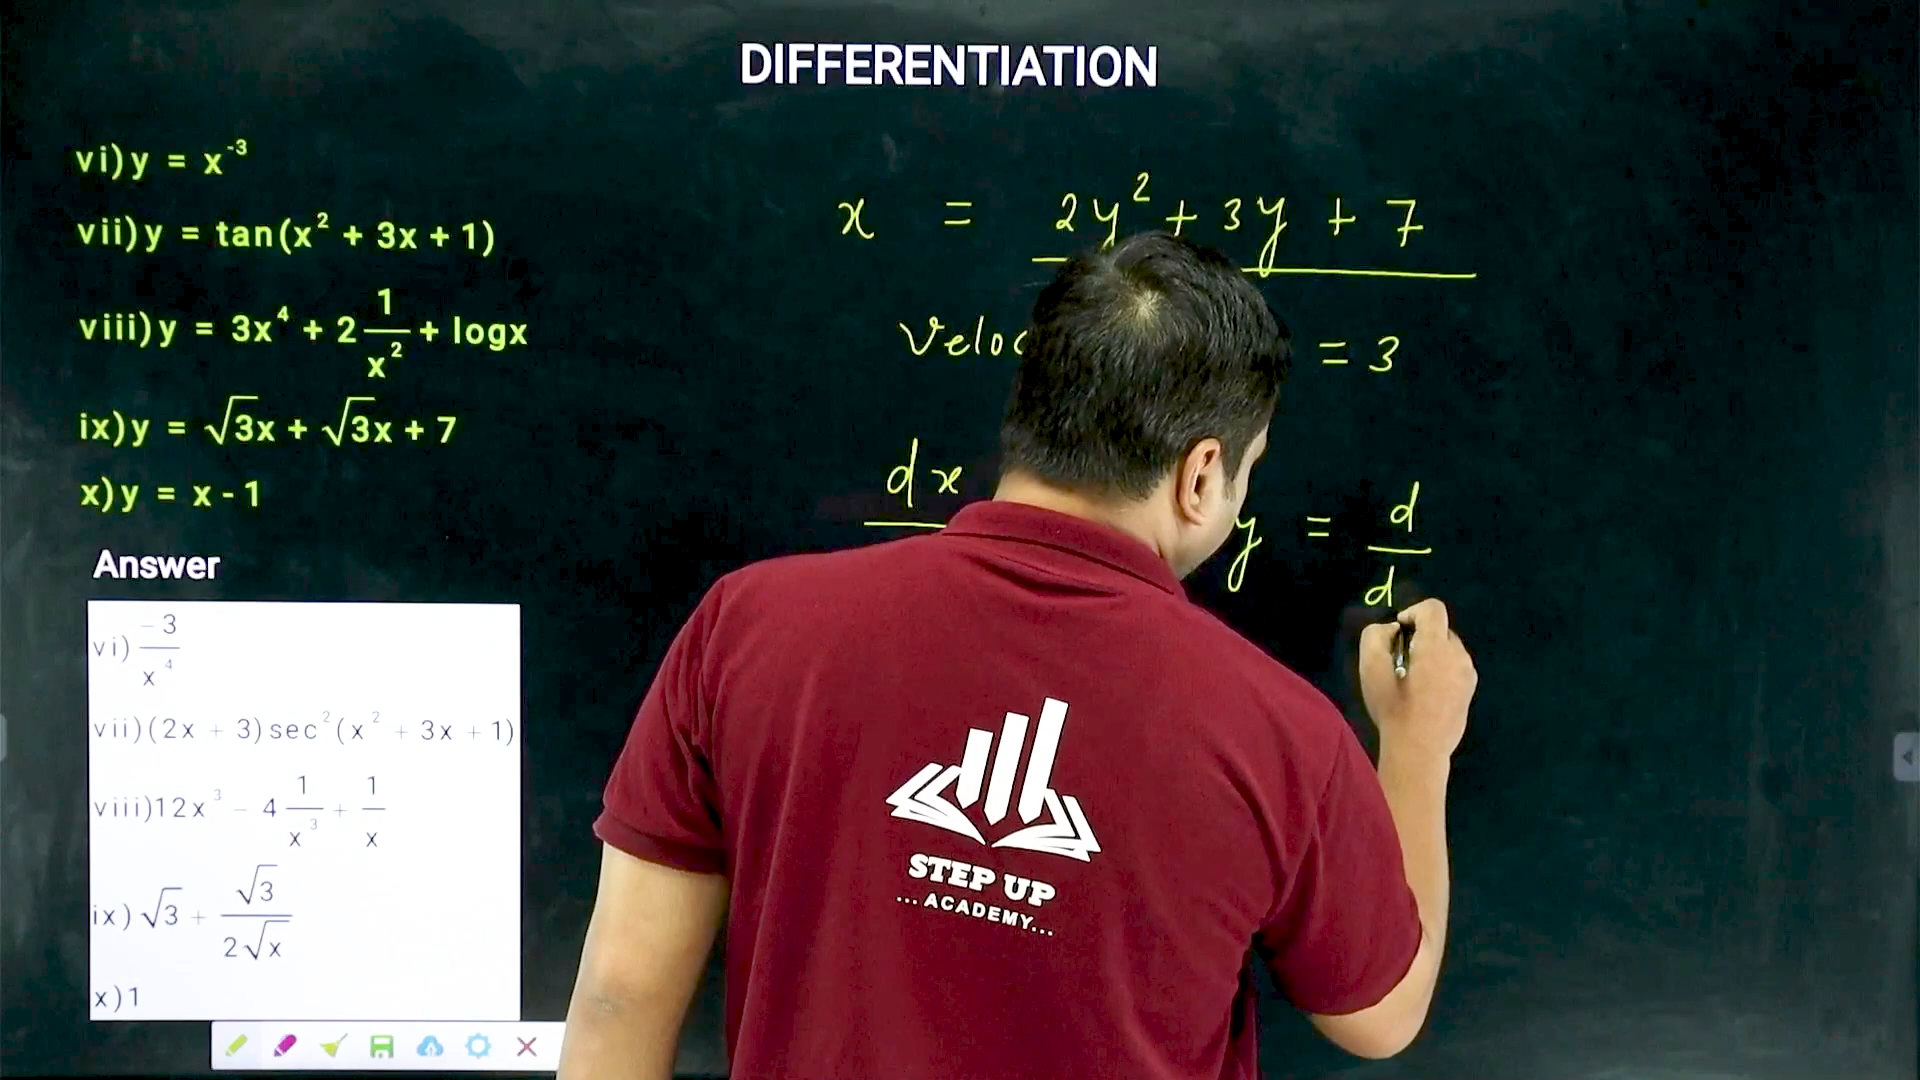 DIFFERENTIATION
vi) y = x⁻³
vii) y = tan(x² + 3x + 1)
viii) y = 3x⁴ + 2 1/x² + logx
ix) y = √3x + √3x + 7
x) y = x - 1
Answer
vi) -3/x⁴
vii) (2x + 3) sec² (x² + 3x + 1)
viii) 12x³ - 4 1/x³ + 1/x
ix) √3 + √3/2√x
x) 1
x = 2y² + 3y + 7
= 3
dx
y = d/d
STEP UP
... ACADEMY...